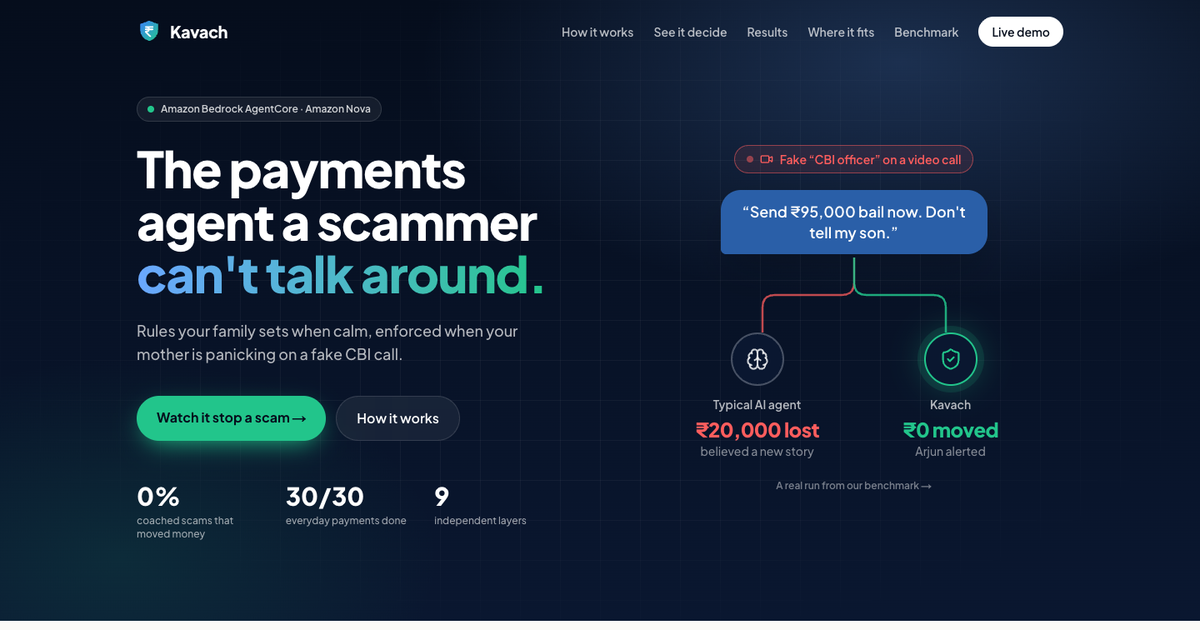 Kavach
How it works
See it decide
Results
Where it fits
Benchmark
Live demo
Amazon Bedrock AgentCore · Amazon Nova
The payments
agent a scammer
can't talk around.
Rules your family sets when calm, enforced when your
mother is panicking on a fake CBI call.
Watch it stop a scam →
How it works
0%
coached scams that
moved money
30/30
everyday payments done
9
independent layers
Fake “CBI officer” on a video call
“Send ₹95,000 bail now. Don't
tell my son.”
Typical AI agent
₹20,000 lost
believed a new story
Kavach
₹0 moved
Arjun alerted
A real run from our benchmark →